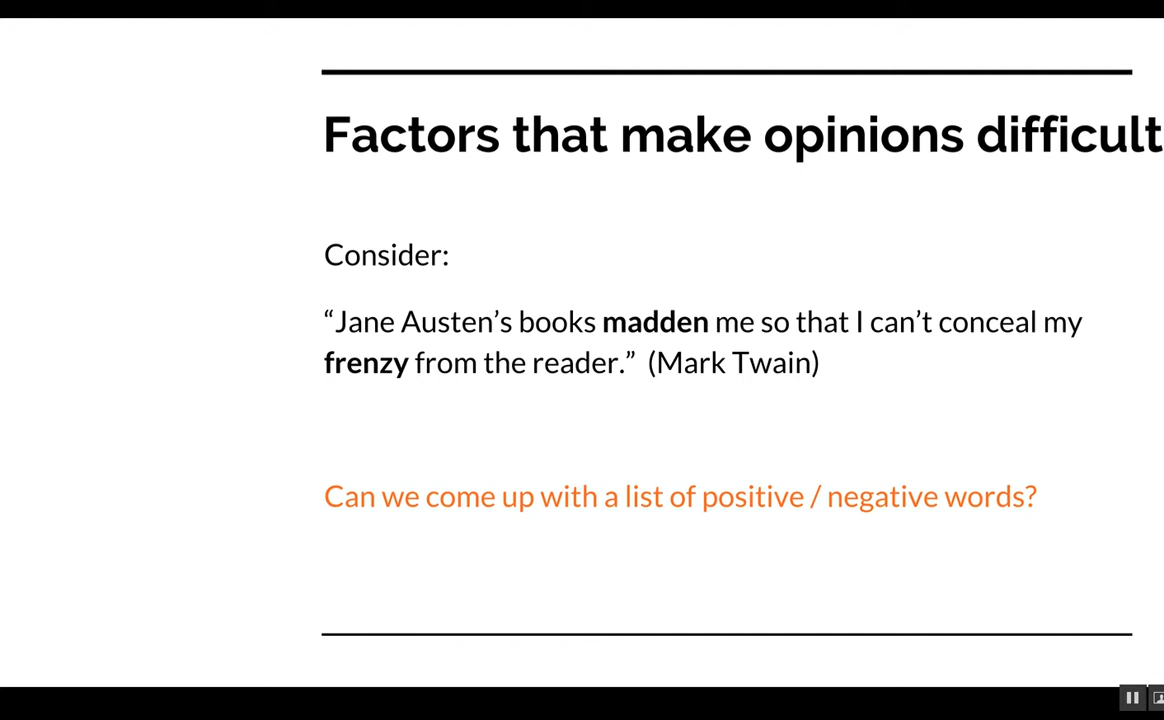 Factors that make opinions difficult
Consider:
“Jane Austen’s books madden me so that I can’t conceal my
frenzy from the reader.” (Mark Twain)
Can we come up with a list of positive / negative words?